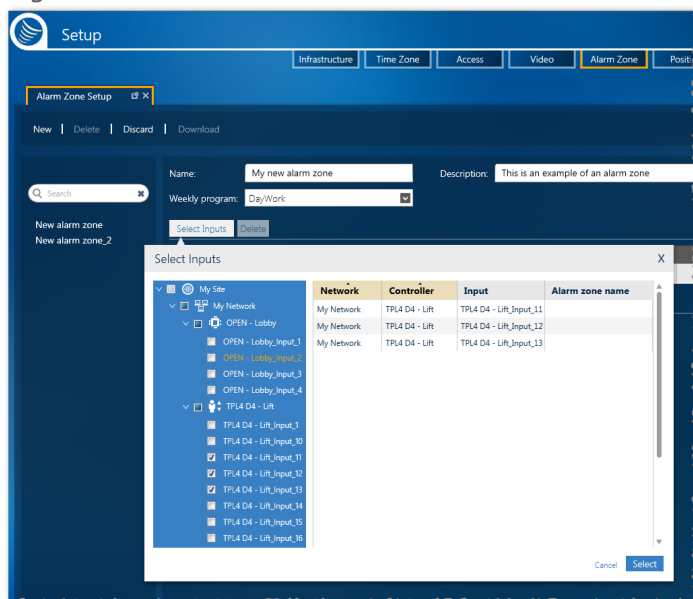 Setup
Infrastructure Time Zone Access Video Alarm Zone Positi
Alarm Zone Setup X
New | Delete | Discard | Download
Name: My new alarm zone Description: This is an example of an alarm zone
Search
Weekly program: DayWork
New alarm zone
New alarm zone_2
Select Inputs Delete
Select Inputs X
My Site
My Network
OPEN - Lobby
OPEN - Lobby_Input_1
OPEN - Lobby_Input_2
OPEN - Lobby_Input_3
OPEN - Lobby_Input_4
TPL4 D4 - Lift
TPL4 D4 - Lift_Input_1
TPL4 D4 - Lift_Input_10
TPL4 D4 - Lift_Input_11
TPL4 D4 - Lift_Input_12
TPL4 D4 - Lift_Input_13
TPL4 D4 - Lift_Input_14
TPL4 D4 - Lift_Input_15
TPL4 D4 - Lift_Input_16
Network Controller Input Alarm zone name
My Network TPL4 D4 - Lift TPL4 D4 - Lift_Input_11
My Network TPL4 D4 - Lift TPL4 D4 - Lift_Input_12
My Network TPL4 D4 - Lift TPL4 D4 - Lift_Input_13
Cancel Select